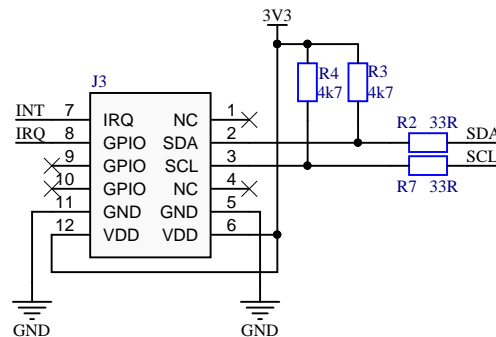 3V3
R4
4k7
R3
4k7
J3
INT 7 IRQ NC 1
IRQ 8 GPIO SDA 2 R2 33R SDA
9 GPIO SCL 3 SCL
10 GPIO NC 4 R7 33R
11 GND GND 5
12 VDD VDD 6
GND GND